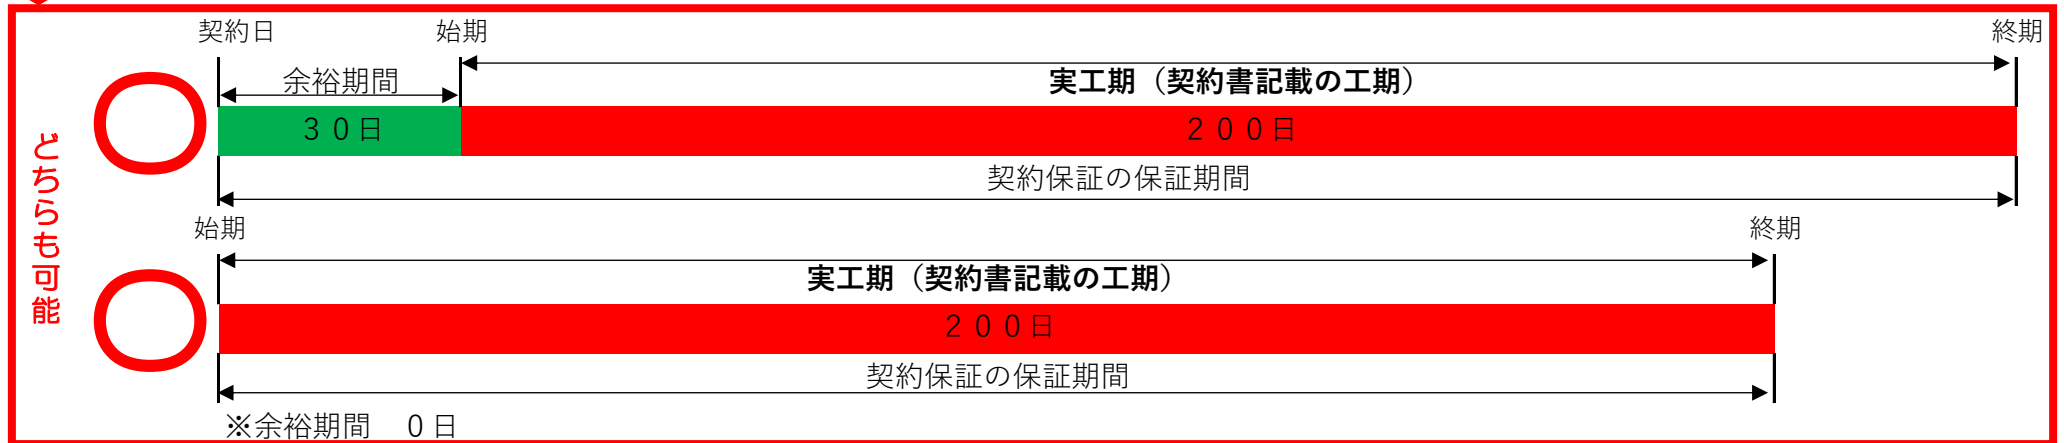 どちらも可能
契約日
始期
終期
余裕期間
実工期（契約書記載の工期）
３０日
２００日
契約保証の保証期間
始期
終期
実工期（契約書記載の工期）
２００日
契約保証の保証期間
※余裕期間　０日